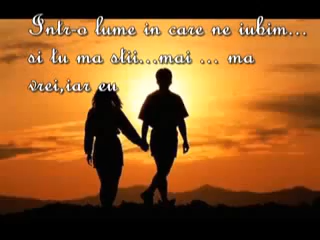 Intr-o lume in care ne iubim...
si tu ma stii...mai ... ma
vrei,iar eu